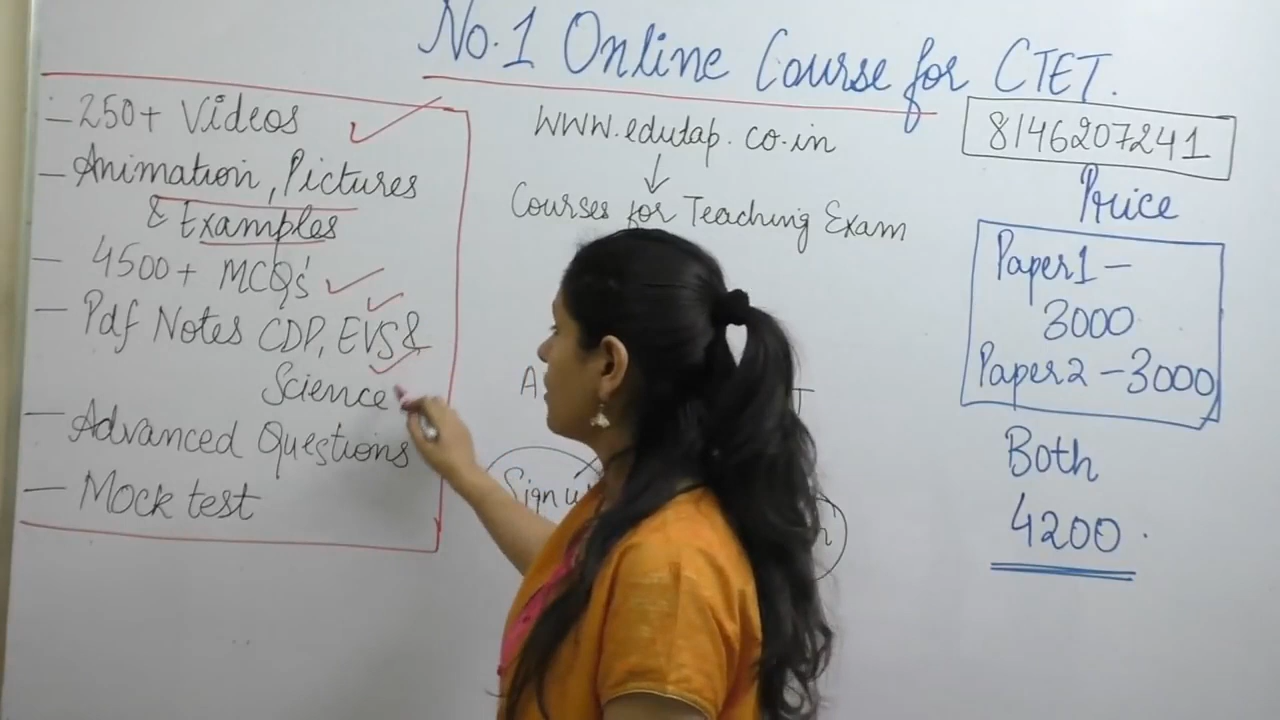 No.1 Online Course for CTET.
- 250+ Videos
- Animation, Pictures
& Examples
- 4500+ MCQ's
- Pdf Notes CDP, EVS &
Science
- Advanced Questions
- Mock test
www.edutap.co.in
↓
Courses for Teaching Exam
A
Sign u
8146207241
Price
Paper1 -
3000
Paper2 - 3000
Both
4200